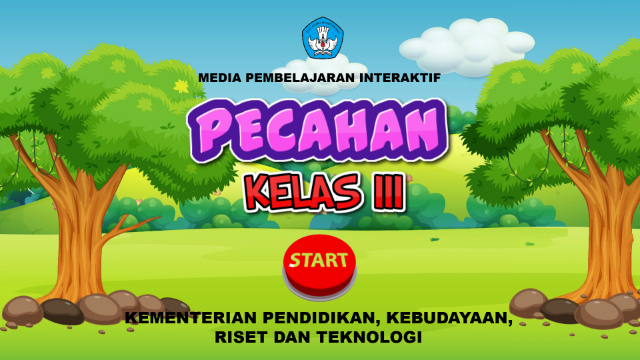 MEDIA PEMBELAJARAN INTERAKTIF
PECAHAN
KELAS III
START
KEMENTERIAN PENDIDIKAN, KEBUDAYAAN,
RISET DAN TEKNOLOGI